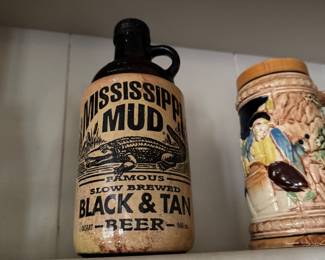 MISSISSIPPI
MUD
FAMOUS
SLOW BREWED
BLACK & TAN
BEER